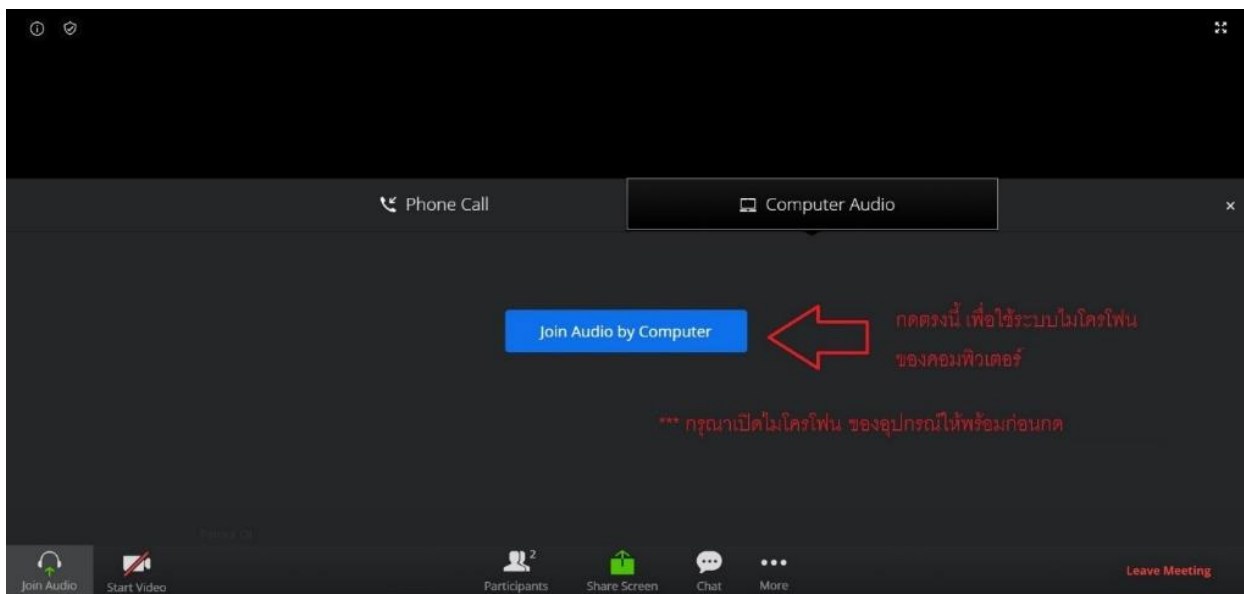 Phone Call
Computer Audio
Join Audio by Computer
กดตรงนี้ เพื่อใช้ระบบไมโครโฟน
ของคอมพิวเตอร์
*** กรุณาเปิดไมโครโฟน ของอุปกรณ์ให้พร้อมก่อนกด
Join Audio
Start Video
Participants
2
Share Screen
Chat
More
Leave Meeting